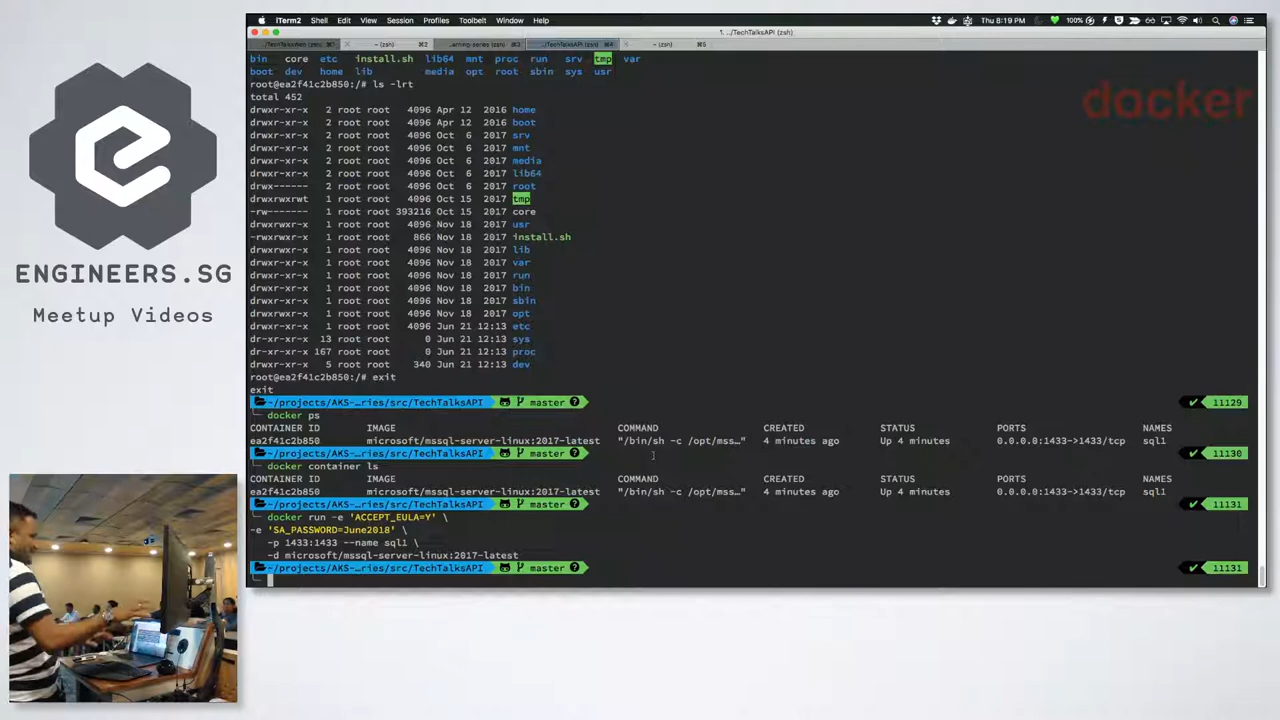 iTerm2 Shell Edit View Session Profiles Toolbelt Window Help 100% Thu 8:19 PM
1. ../TechTalksAPI (zsh)
~ (zsh) ⌘2 ../TechTalksAPI (zsh) ⌘4 ~ (zsh) ⌘5
docker
bin core etc install.sh lib64 mnt proc run srv tmp var
boot dev home lib media opt root sbin sys usr
root@ea2f41c2b850:/# ls -lrt
total 452
drwxr-xr-x 2 root root 4096 Apr 12 2016 home
drwxr-xr-x 2 root root 4096 Apr 12 2016 boot
drwxr-xr-x 2 root root 4096 Oct 6 2017 srv
drwxr-xr-x 2 root root 4096 Oct 6 2017 mnt
drwxr-xr-x 2 root root 4096 Oct 6 2017 media
drwxr-xr-x 2 root root 4096 Oct 6 2017 lib64
drwx------ 2 root root 4096 Oct 6 2017 root
drwxrwxrwt 1 root root 4096 Oct 15 2017 tmp
-rw------- 1 root root 393216 Oct 15 2017 core
drwxrwxr-x 1 root root 4096 Nov 18 2017 usr
-rwxrwxr-x 1 root root 866 Nov 18 2017 install.sh
drwxrwxr-x 1 root root 4096 Nov 18 2017 lib
drwxrwxr-x 1 root root 4096 Nov 18 2017 var
drwxrwxr-x 1 root root 4096 Nov 18 2017 run
drwxrwxr-x 1 root root 4096 Nov 18 2017 bin
drwxrwxr-x 1 root root 4096 Nov 18 2017 sbin
drwxrwxr-x 1 root root 4096 Nov 18 2017 opt
drwxrwxr-x 1 root root 4096 Jun 21 12:13 etc
dr-xr-xr-x 13 root root 0 Jun 21 12:13 sys
dr-xr-xr-x 167 root root 0 Jun 21 12:13 proc
drwxr-xr-x 5 root root 340 Jun 21 12:13 dev
root@ea2f41c2b850:/# exit
exit
~/projects/AKS-…ries/src/TechTalksAPI master ? ✔ 11129
docker ps
CONTAINER ID IMAGE COMMAND CREATED STATUS PORTS NAMES
ea2f41c2b850 microsoft/mssql-server-linux:2017-latest "/bin/sh -c /opt/mss…" 4 minutes ago Up 4 minutes 0.0.0.0:1433->1433/tcp sql1
~/projects/AKS-…ries/src/TechTalksAPI master ? ✔ 11130
docker container ls
CONTAINER ID IMAGE COMMAND CREATED STATUS PORTS NAMES
ea2f41c2b850 microsoft/mssql-server-linux:2017-latest "/bin/sh -c /opt/mss…" 4 minutes ago Up 4 minutes 0.0.0.0:1433->1433/tcp sql1
~/projects/AKS-…ries/src/TechTalksAPI master ? ✔ 11131
docker run -e 'ACCEPT_EULA=Y' \
-e 'SA_PASSWORD=June2018' \
-p 1433:1433 --name sql1 \
-d microsoft/mssql-server-linux:2017-latest
~/projects/AKS-…ries/src/TechTalksAPI master ? ✔ 11131
e
ENGINEERS.SG
Meetup Videos